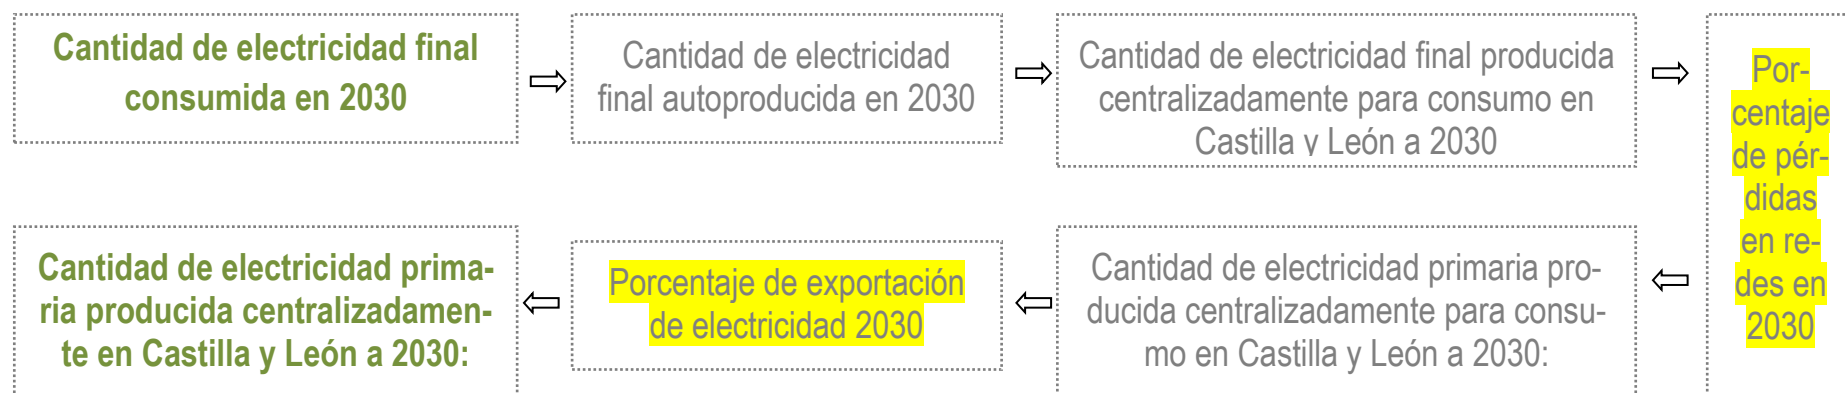 Cantidad de electricidad final
consumida en 2030
Cantidad de electricidad
final autoproducida en 2030
Cantidad de electricidad final producida
centralizadamente para consumo en
Castilla y León a 2030
Por-
centaje
de pér-
didas
en re-
des en
2030
Cantidad de electricidad primaria pro-
ducida centralizadamente para consu-
mo en Castilla y León a 2030:
Porcentaje de exportación
de electricidad 2030
Cantidad de electricidad prima-
ria producida centralizadamen-
te en Castilla y León a 2030: